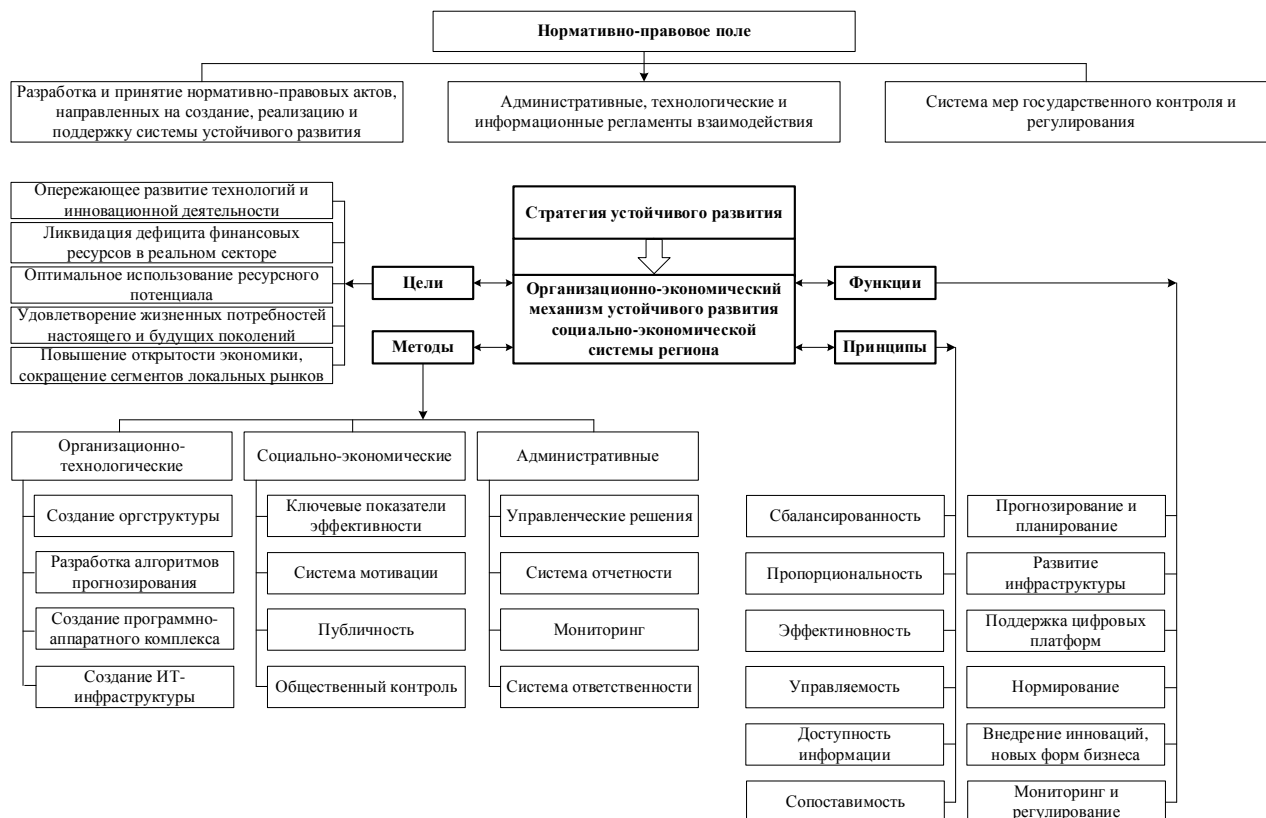 Нормативно-правовое поле
Разработка и принятие нормативно-правовых актов,
направленных на создание, реализацию и
поддержку системы устойчивого развития
Административные, технологические и
информационные регламенты взаимодействия
Система мер государственного контроля и
регулирования
Опережающее развитие технологий и
инновационной деятельности
Ликвидация дефицита финансовых
ресурсов в реальном секторе
Оптимальное использование ресурсного
потенциала
Удовлетворение жизненных потребностей
настоящего и будущих поколений
Повышение открытости экономики,
сокращение сегментов локальных рынков
Цели
Методы
Стратегия устойчивого развития
Организационно-экономический
механизм устойчивого развития
социально-экономической
системы региона
Функции
Принципы
Организационно-
технологические
Создание оргструктуры
Разработка алгоритмов
прогнозирования
Создание программно-
аппаратного комплекса
Создание ИТ-
инфраструктуры
Социально-экономические
Ключевые показатели
эффективности
Система мотивации
Публичность
Общественный контроль
Административные
Управленческие решения
Система отчетности
Мониторинг
Система ответственности
Сбалансированность
Пропорциональность
Эффектиновность
Управляемость
Доступность
информации
Сопоставимость
Прогнозирование и
планирование
Развитие
инфраструктуры
Поддержка цифровых
платформ
Нормирование
Внедрение инноваций,
новых форм бизнеса
Мониторинг и
регулирование